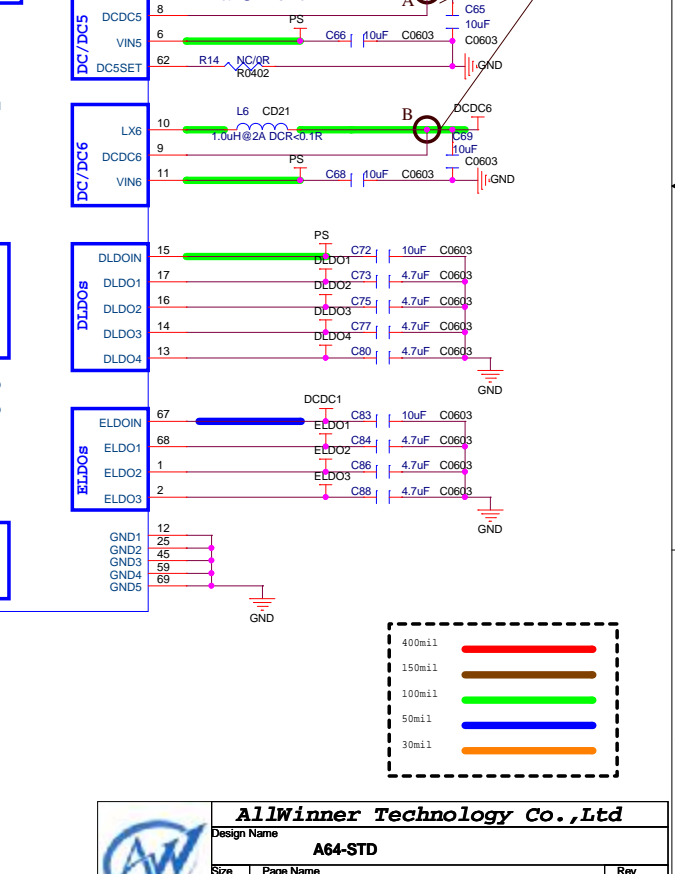 A
DC/DC5
DCDC5 8
C65
10uF
C0603
PS
VIN5 6
C66 10uF C0603
DC5SET 62
R14 NC/0R
R0402
GND
DC/DC6
L6 CD21
B
DCDC6
LX6 10
1.0uH@2A DCR<0.1R
C69
10uF
C0603
DCDC6 9
PS
VIN6 11
C68 10uF C0603
GND
DLDOs
PS
DLDOIN 15
C72 10uF C0603
DLDO1
DLDO1 17
C73 4.7uF C0603
DLDO2
DLDO2 16
C75 4.7uF C0603
DLDO3
DLDO3 14
C77 4.7uF C0603
DLDO4
DLDO4 13
C80 4.7uF C0603
GND
ELDOs
DCDC1
ELDOIN 67
C83 10uF C0603
ELDO1
ELDO1 68
C84 4.7uF C0603
ELDO2
ELDO2 1
C86 4.7uF C0603
ELDO3
ELDO3 2
C88 4.7uF C0603
GND
GND1 12
GND2 25
GND3 45
GND4 59
GND5 69
GND
400mil
150mil
100mil
50mil
30mil
AllWinner Technology Co.,Ltd
Design Name
A64-STD
Size Page Name Rev